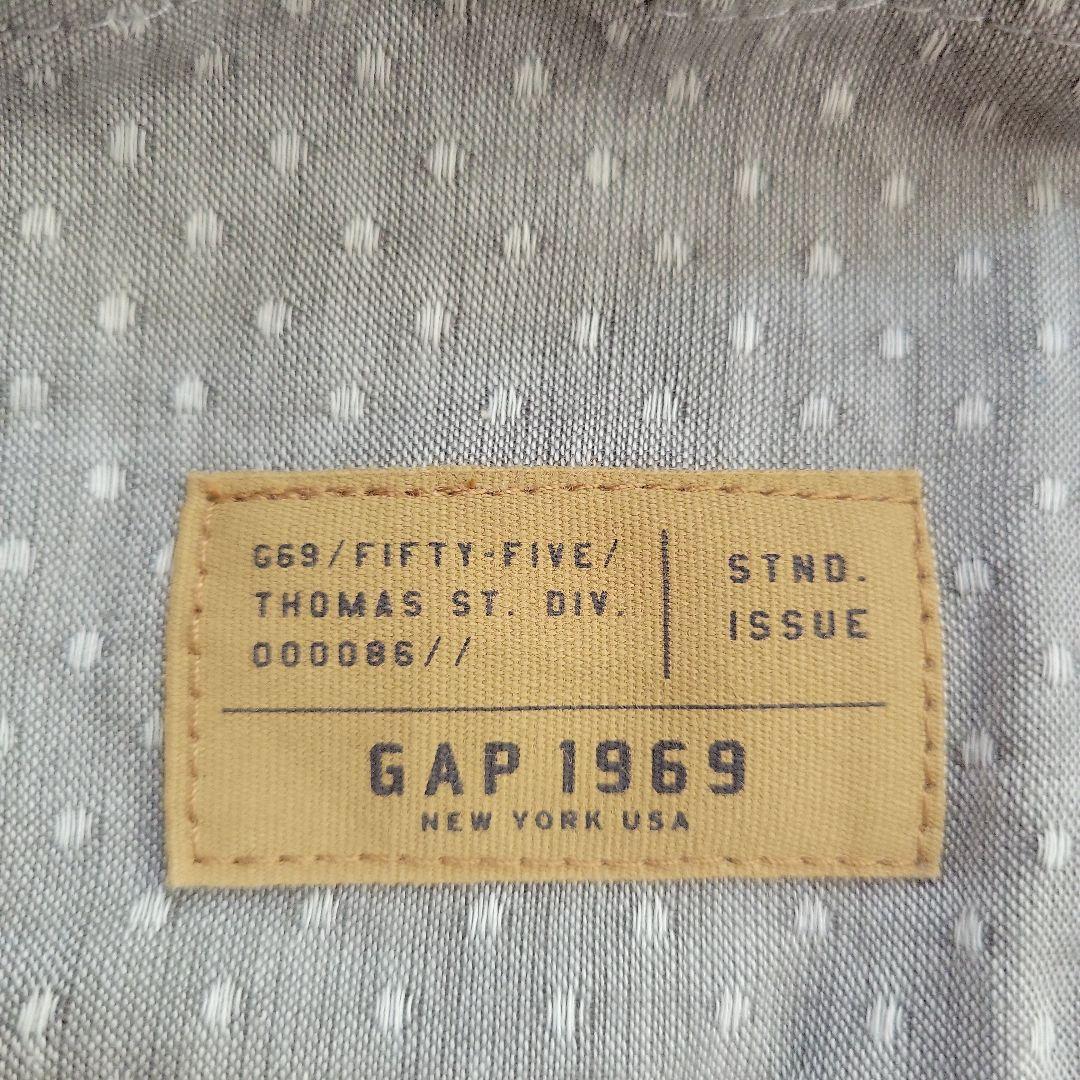 G69/FIFTY-FIVE/
THOMAS ST. DIV.
000086//
STND.
ISSUE
GAP 1969
NEW YORK USA